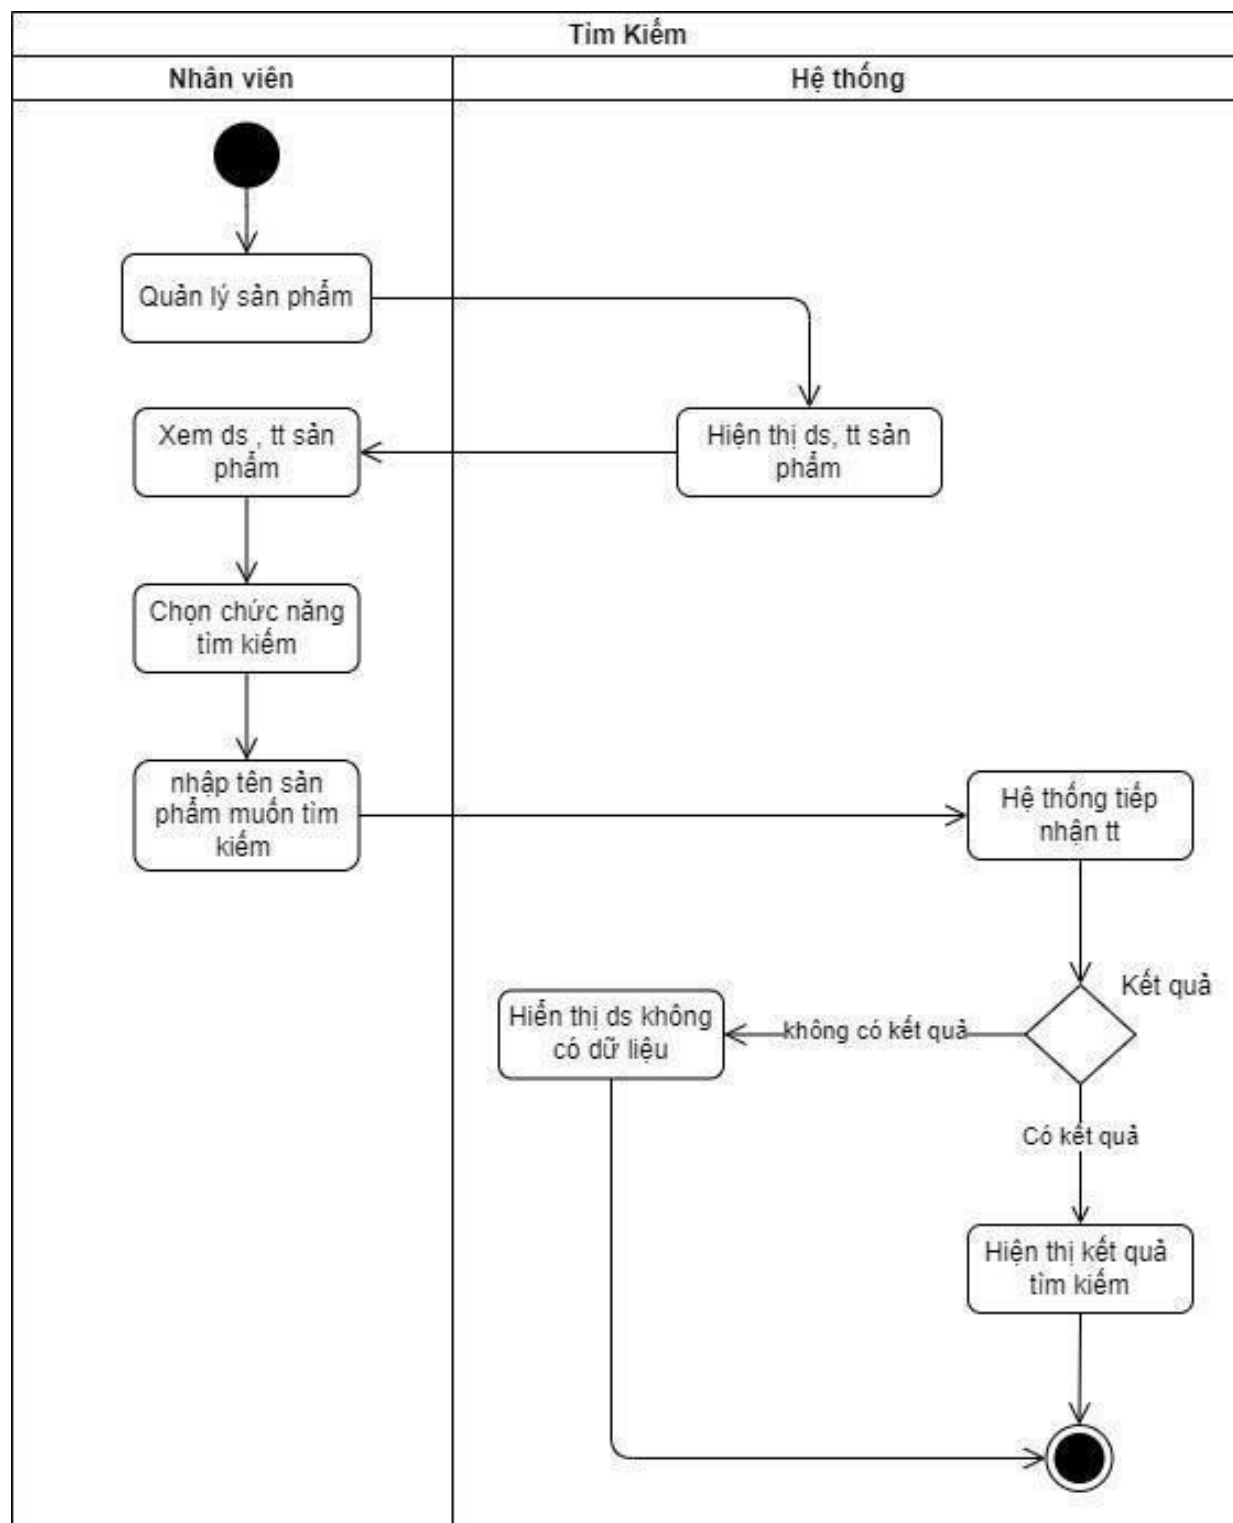 Tìm Kiếm
Nhân viên
Hệ thống
Quản lý sản phẩm
Hiện thị ds, tt sản
phẩm
Xem ds , tt sản
phẩm
Chọn chức năng
tìm kiếm
nhập tên sản
phẩm muốn tìm
kiếm
Hệ thống tiếp
nhận tt
Kết quả
không có kết quả
Hiển thị ds không
có dữ liệu
Có kết quả
Hiện thị kết quả
tìm kiếm